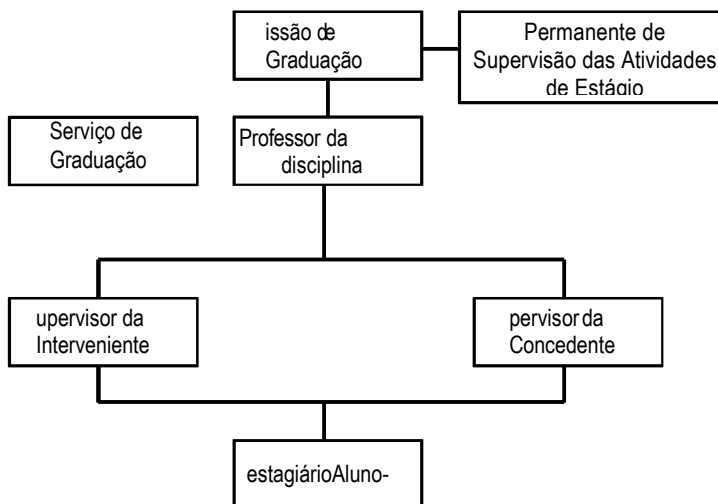 issão de
Graduação
Permanente de
Supervisão das Atividades
de Estágio
Serviço de
Graduação
Professor da
disciplina
upervisor da
Interveniente
pervisor da
Concedente
estagiárioAluno-